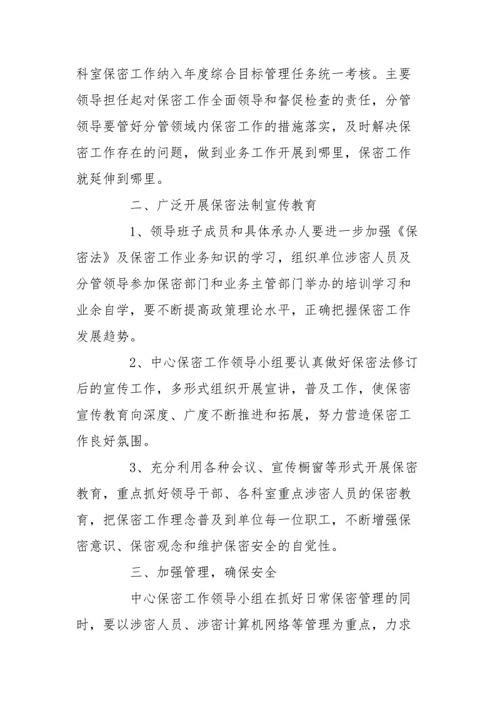 科室保密工作纳入年度综合目标管理任务统一考核。主要
领导担任起对保密工作全面领导和督促检查的责任，分管
领导要管好分管领域内保密工作的措施落实，及时解决保
密工作存在的问题，做到业务工作开展到哪里，保密工作
就延伸到哪里。
二、广泛开展保密法制宣传教育
1、领导班子成员和具体承办人要进一步加强《保
密法》及保密工作业务知识的学习，组织单位涉密人员及
分管领导参加保密部门和业务主管部门举办的培训学习和
业余自学，要不断提高政策理论水平，正确把握保密工作
发展趋势。
2、中心保密工作领导小组要认真做好保密法修订
后的宣传工作，多形式组织开展宣讲，普及工作，使保密
宣传教育向深度、广度不断推进和拓展，努力营造保密工
作良好氛围。
3、充分利用各种会议、宣传橱窗等形式开展保密
教育，重点抓好领导干部、各科室重点涉密人员的保密教
育，把保密工作理念普及到单位每一位职工，不断增强保
密意识、保密观念和维护保密安全的自觉性。
三、加强管理，确保安全
中心保密工作领导小组在抓好日常保密管理的同
时，要以涉密人员、涉密计算机网络等管理为重点，力求